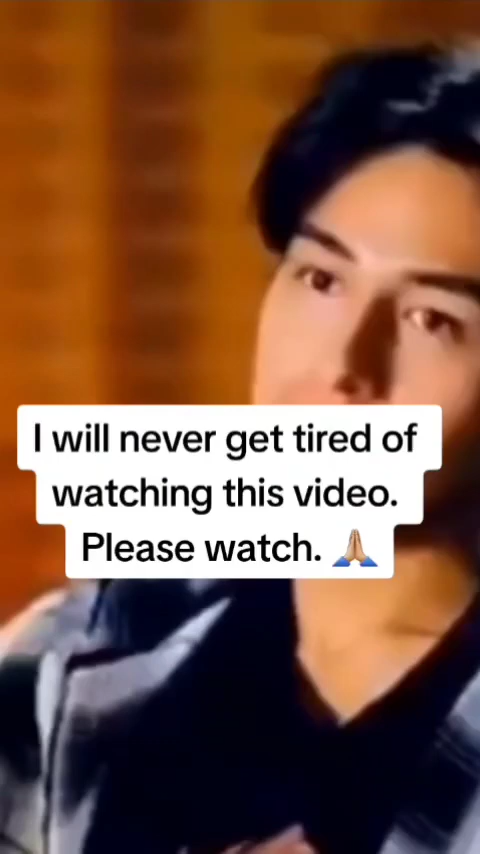 I will never get tired of
watching this video.
Please watch. 🙏🏼